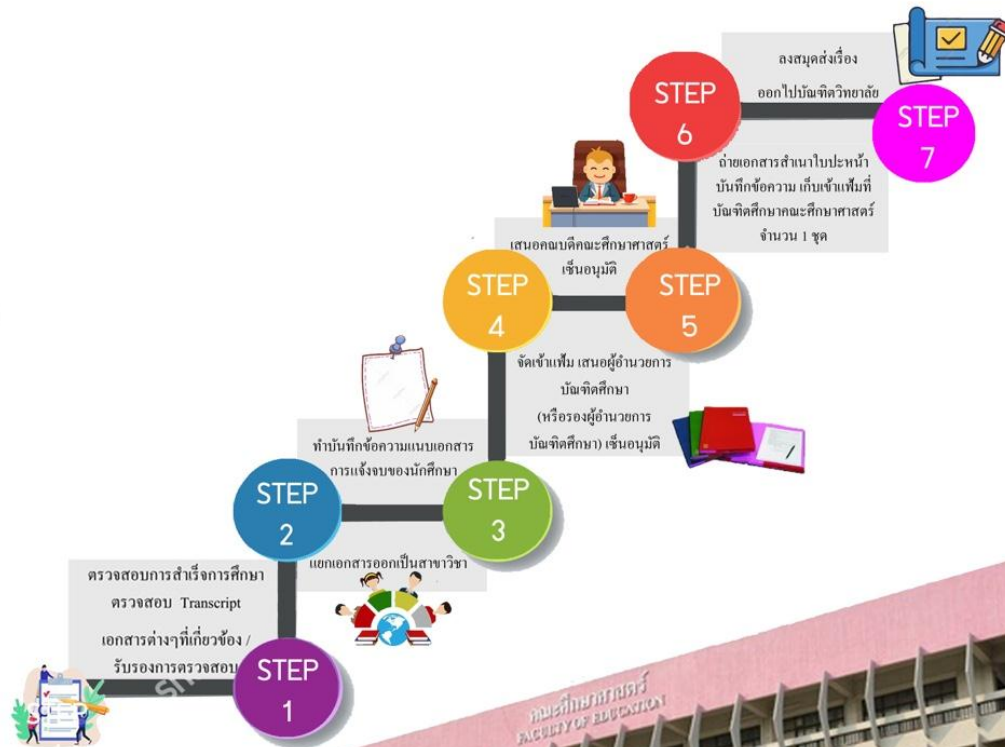 STEP
1
ตรวจสอบการสำเร็จการศึกษา
ตรวจสอบ Transcript
เอกสารต่างๆที่เกี่ยวข้อง /
รับรองการตรวจสอบ
STEP
2
แยกเอกสารออกเป็นสาขาวิชา
STEP
3
ทำบันทึกข้อความแนบเอกสาร
การแจ้งจบของนักศึกษา
STEP
4
จัดเข้าแฟ้ม เสนอผู้อำนวยการ
บัณฑิตศึกษา
(หรือรองผู้อำนวยการ
บัณฑิตศึกษา) เซ็นอนุมัติ
STEP
5
เสนอคณบดีคณะศึกษาศาสตร์
เซ็นอนุมัติ
STEP
6
ถ่ายเอกสารสำเนาใบปะหน้า
บันทึกข้อความ เก็บเข้าแฟ้มที่
บัณฑิตศึกษาคณะศึกษาศาสตร์
จำนวน 1 ชุด
STEP
7
ลงสมุดส่งเรื่อง
ออกไปบัณฑิตวิทยาลัย
คณะศึกษาศาสตร์
FACULTY OF EDUCATION